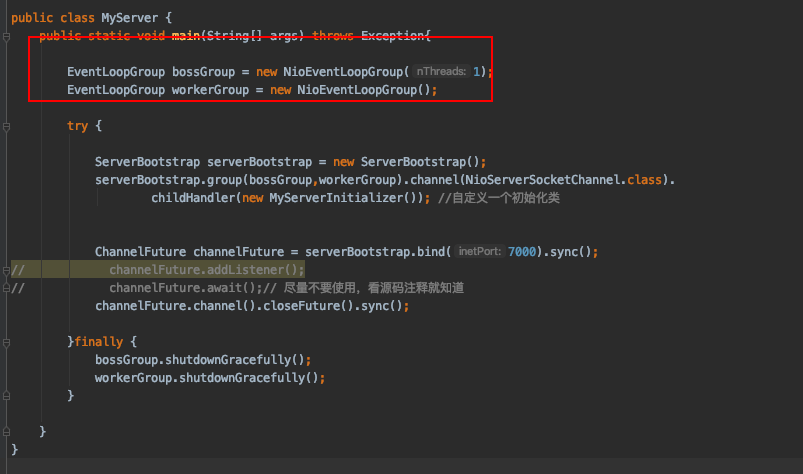 public class MyServer {
public static void main(String[] args) throws Exception{
EventLoopGroup bossGroup = new NioEventLoopGroup( nThreads: 1);
EventLoopGroup workerGroup = new NioEventLoopGroup();
try {
ServerBootstrap serverBootstrap = new ServerBootstrap();
serverBootstrap.group(bossGroup,workerGroup).channel(NioServerSocketChannel.class).
childHandler(new MyServerInitializer()); //自定义一个初始化类
ChannelFuture channelFuture = serverBootstrap.bind( inetPort: 7000).sync();
// channelFuture.addListener();
// channelFuture.await();// 尽量不要使用，看源码注释就知道
channelFuture.channel().closeFuture().sync();
}finally {
bossGroup.shutdownGracefully();
workerGroup.shutdownGracefully();
}
}
}